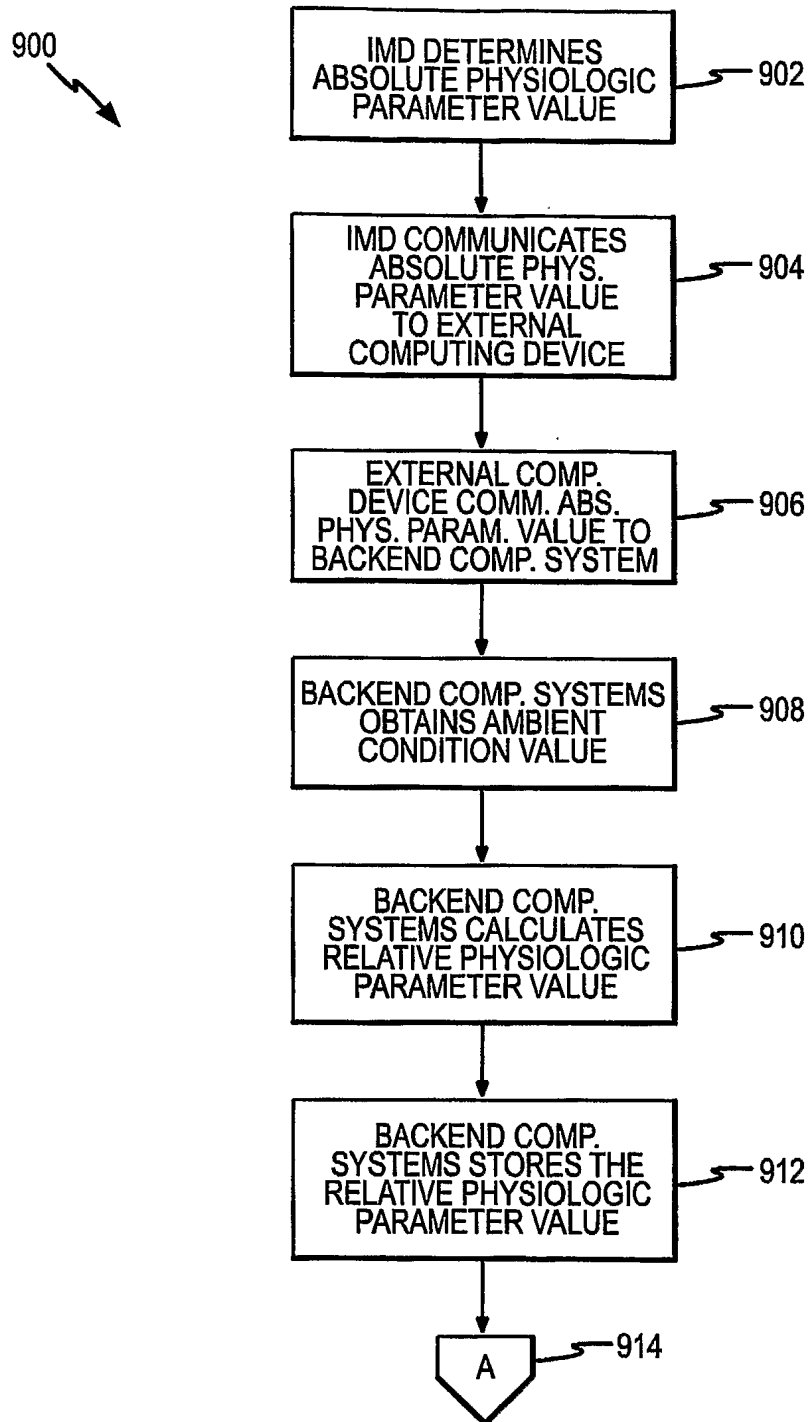 900
IMD DETERMINES
ABSOLUTE PHYSIOLOGIC
PARAMETER VALUE
902
IMD COMMUNICATES
ABSOLUTE PHYS.
PARAMETER VALUE
TO EXTERNAL
COMPUTING DEVICE
904
EXTERNAL COMP.
DEVICE COMM. ABS.
PHYS. PARAM. VALUE TO
BACKEND COMP. SYSTEM
906
BACKEND COMP. SYSTEMS
OBTAINS AMBIENT
CONDITION VALUE
908
BACKEND COMP.
SYSTEMS CALCULATES
RELATIVE PHYSIOLOGIC
PARAMETER VALUE
910
BACKEND COMP.
SYSTEMS STORES THE
RELATIVE PHYSIOLOGIC
PARAMETER VALUE
912
A
914